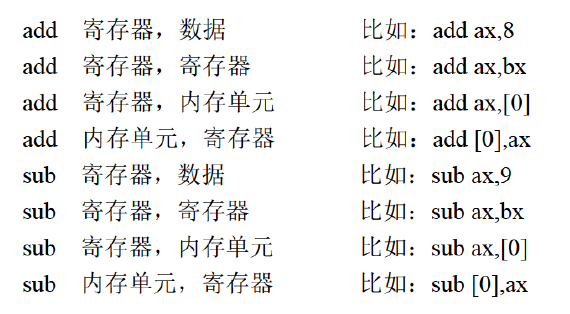 add 寄存器，数据 比如：add ax,8
add 寄存器，寄存器 比如：add ax,bx
add 寄存器，内存单元 比如：add ax,[0]
add 内存单元，寄存器 比如：add [0],ax
sub 寄存器，数据 比如：sub ax,9
sub 寄存器，寄存器 比如：sub ax,bx
sub 寄存器，内存单元 比如：sub ax,[0]
sub 内存单元，寄存器 比如：sub [0],ax